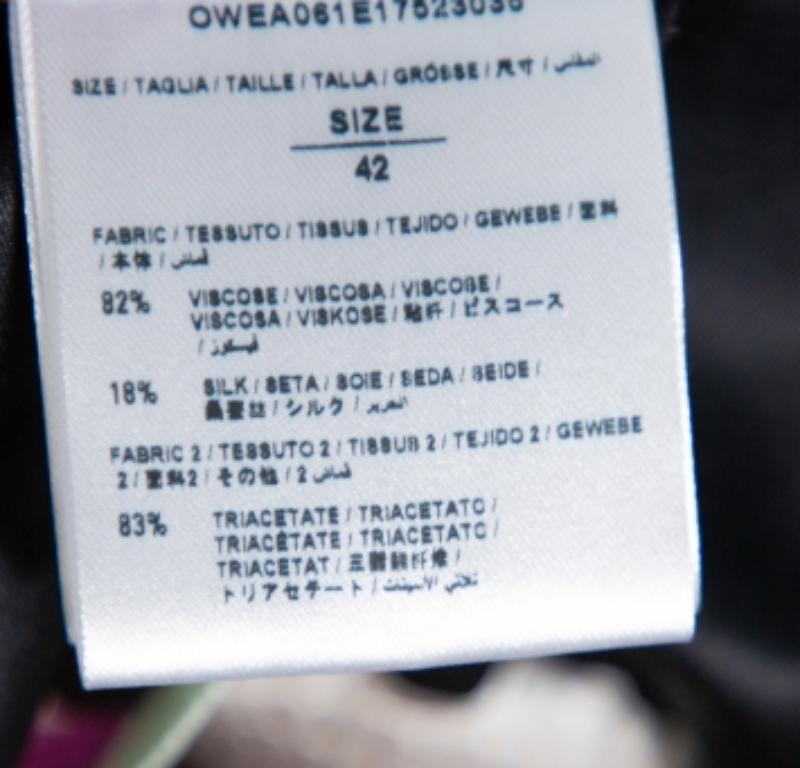 OWEA061E17523036
SIZE / TAGLIA / TAILLE / TALLA / GRÖSSE / 尺寸 / المقاس
SIZE
42
FABRIC / TESSUTO / TISSUS / TEJIDO / GEWEBE / 面料
/ 本体 / قماش
82% VISCOSE / VISCOSA / VISCOSE /
VISCOSA / VISKOSE / 粘纤 / ビスコース
/ فيسكوز
18% SILK / SETA / SOIE / SEDA / SEIDE /
桑蚕丝 / シルク / الحرير
FABRIC 2 / TESSUTO 2 / TISSUS 2 / TEJIDO 2 / GEWEBE
2 / 面料2 / その他 / 2 قماش
83% TRIACETATE / TRIACETATO /
TRIACÉTATE / TRIACETATO /
TRIACETAT / 三醋酯纤维 /
トリアセテート / ثلاثي الأسيتات